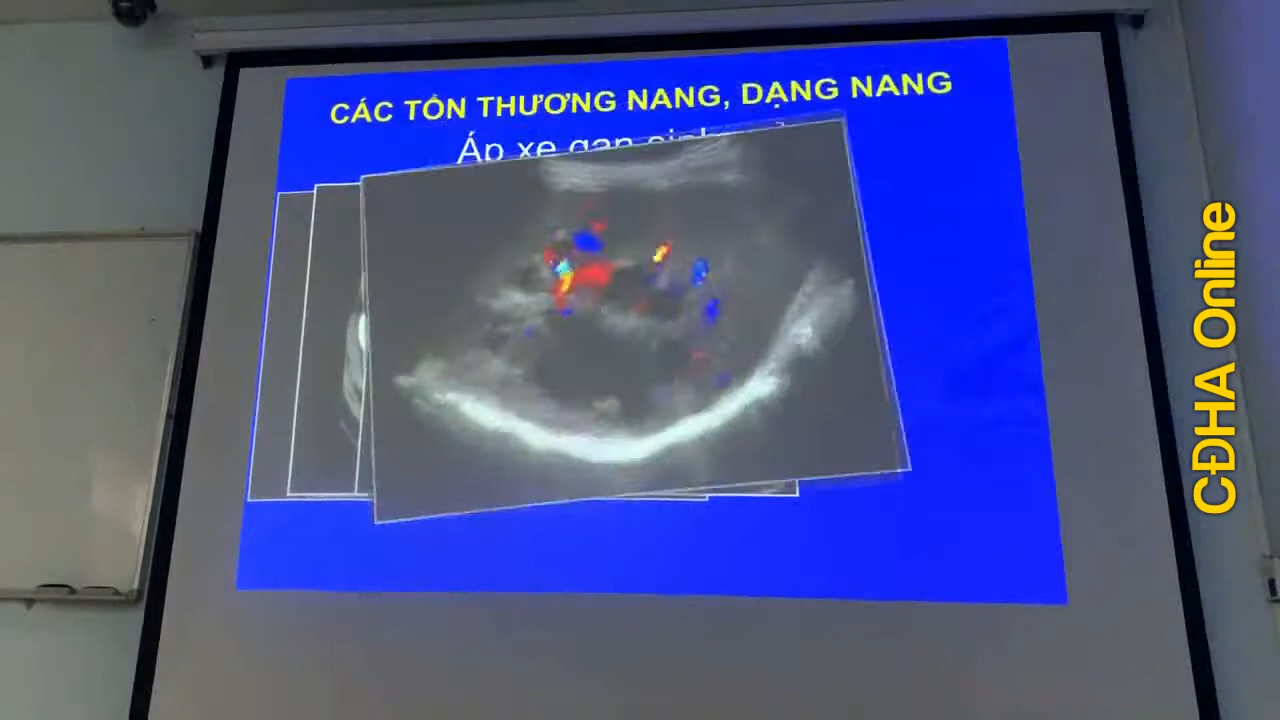 CÁC TỔN THƯƠNG NANG, DẠNG NANG
Áp xe gan
CĐHA Online